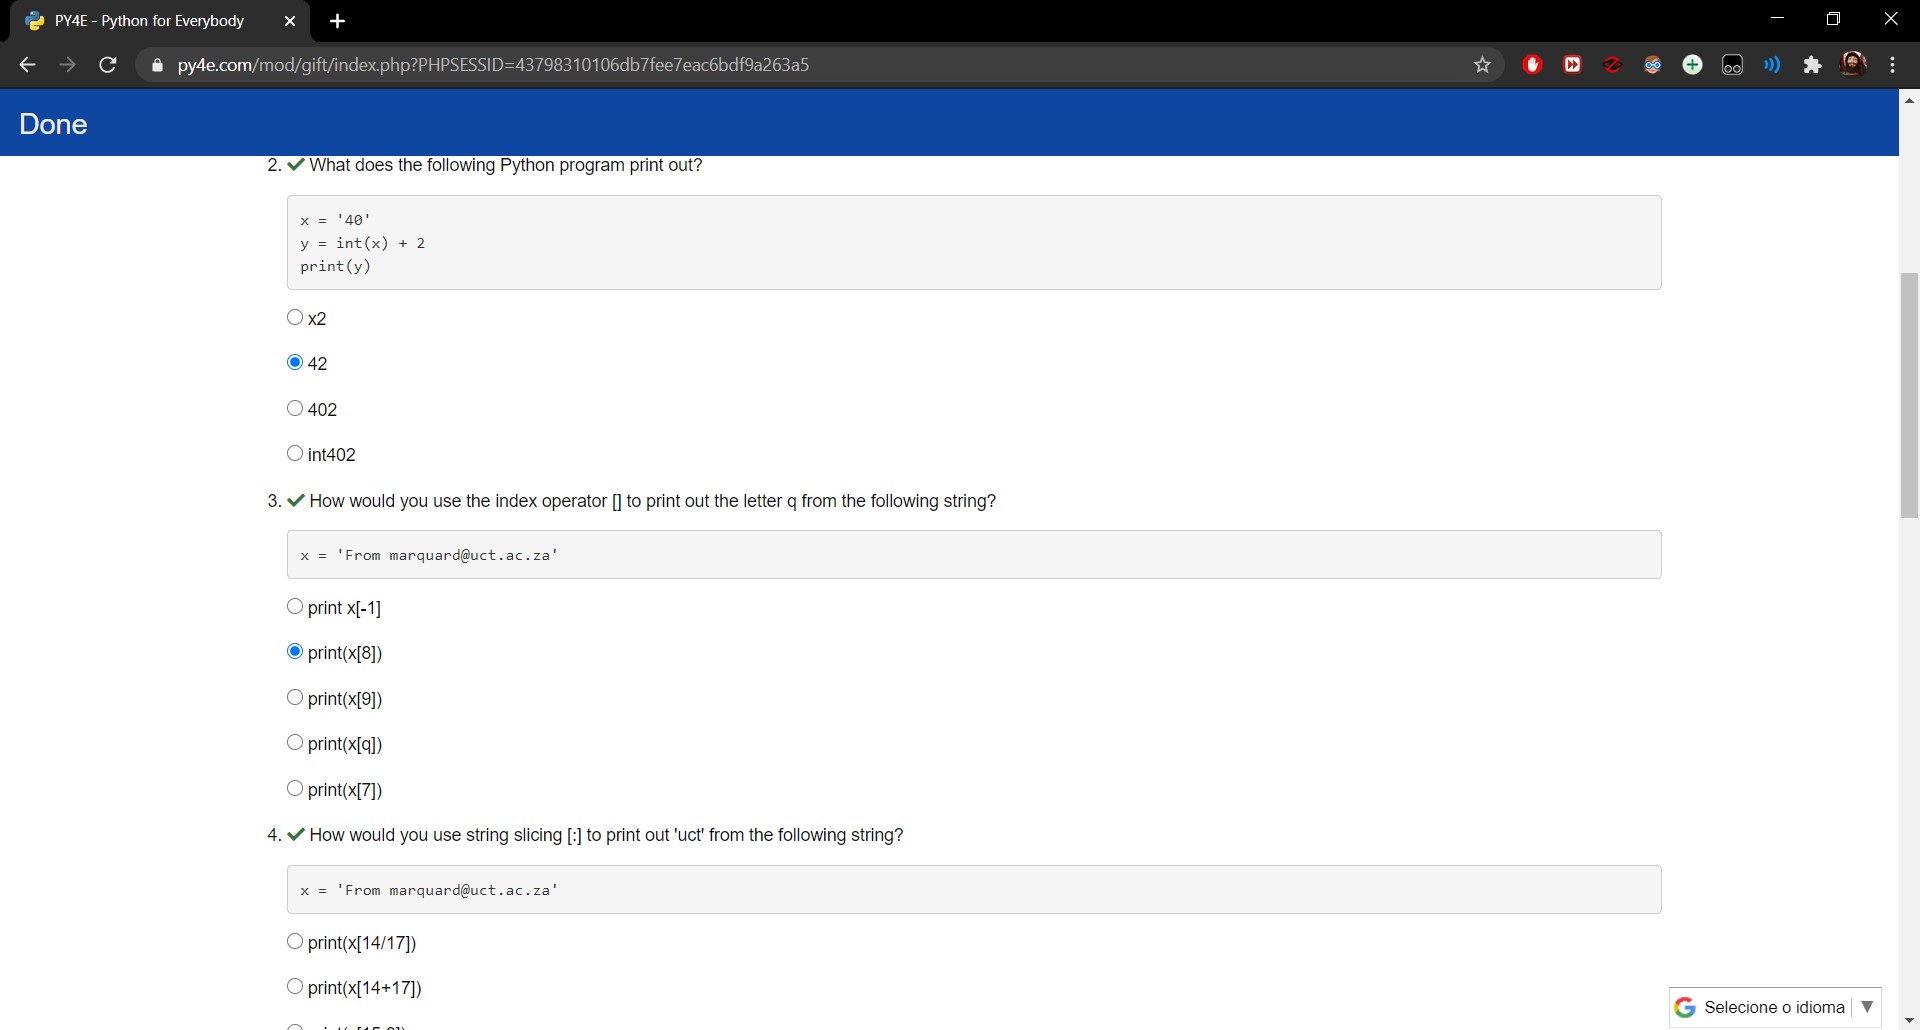 PY4E - Python for Everybody
py4e.com/mod/gift/index.php?PHPSESSID=43798310106db7fee7eac6bdf9a263a5
Done
2. What does the following Python program print out?
x = '40'
y = int(x) + 2
print(y)
x2
42
402
int402
3. How would you use the index operator [] to print out the letter q from the following string?
x = 'From marquard@uct.ac.za'
print x[-1]
print(x[8])
print(x[9])
print(x[q])
print(x[7])
4. How would you use string slicing [:] to print out 'uct' from the following string?
x = 'From marquard@uct.ac.za'
print(x[14/17])
print(x[14+17])
Selecione o idioma